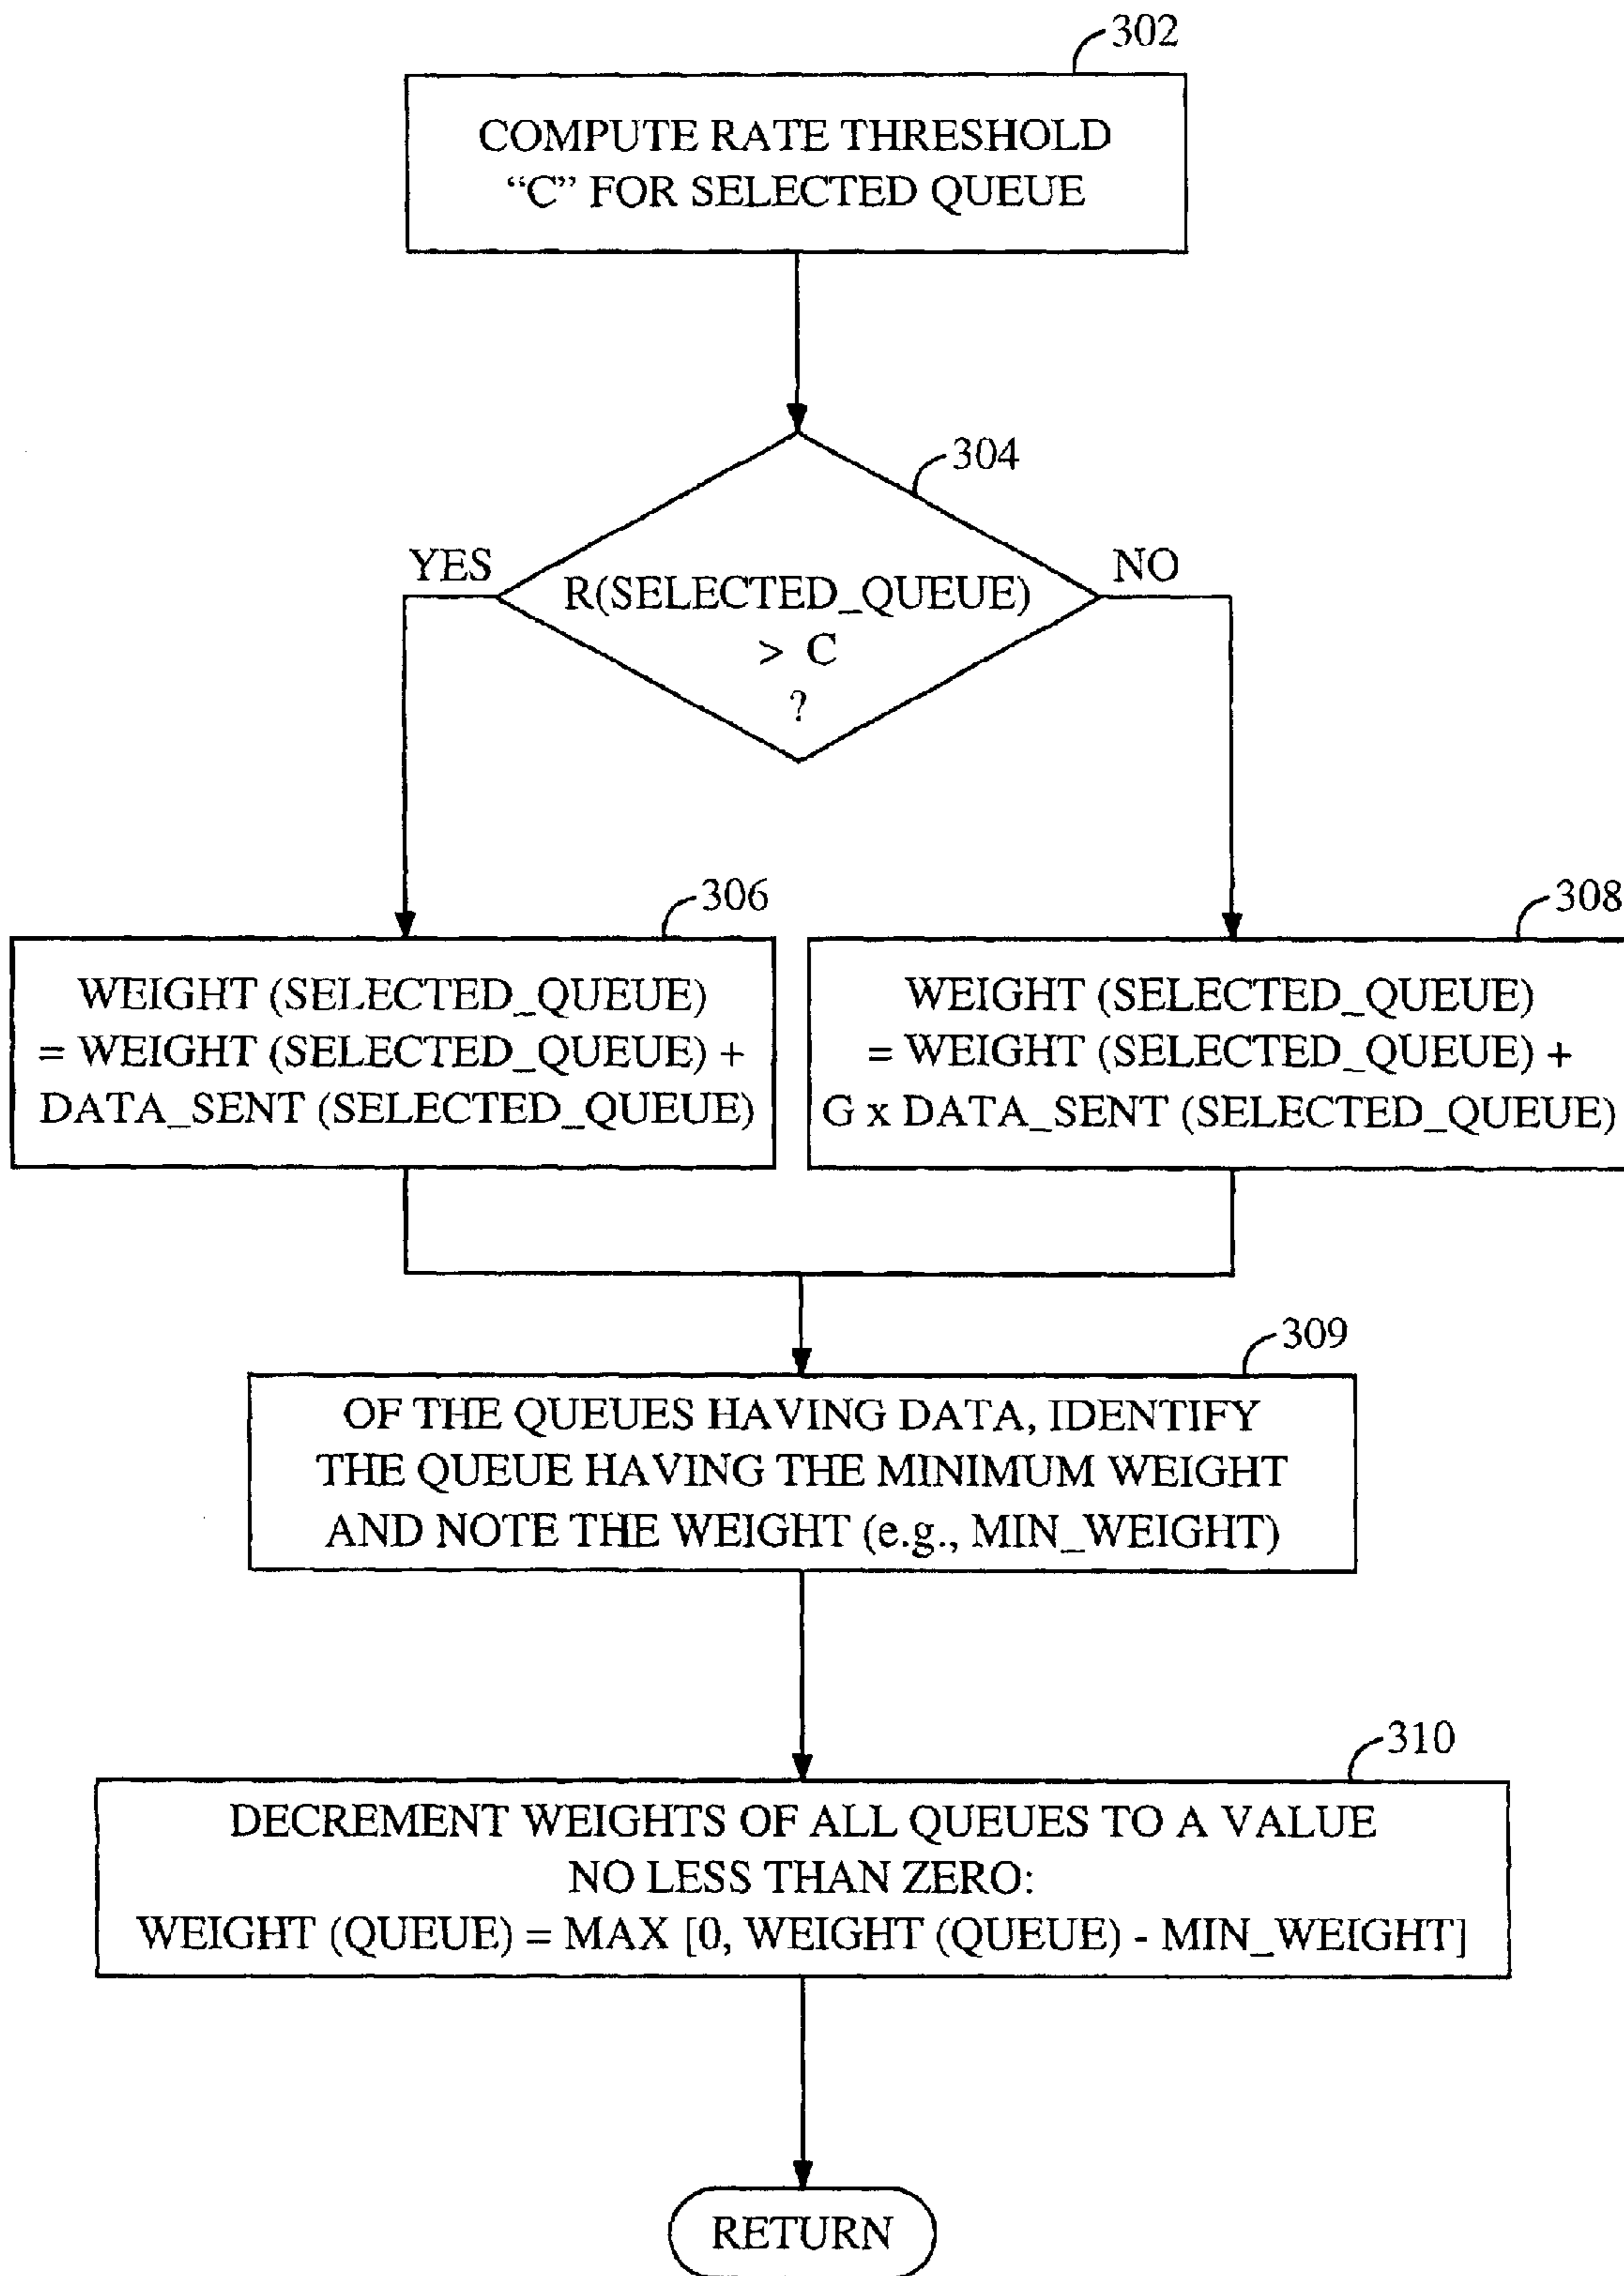 302
COMPUTE RATE THRESHOLD
“C” FOR SELECTED QUEUE
304
YES
NO
R(SELECTED_QUEUE)
> C
?
306
WEIGHT (SELECTED_QUEUE)
= WEIGHT (SELECTED_QUEUE) +
DATA_SENT (SELECTED_QUEUE)
308
WEIGHT (SELECTED_QUEUE)
= WEIGHT (SELECTED_QUEUE) +
G x DATA_SENT (SELECTED_QUEUE)
309
OF THE QUEUES HAVING DATA, IDENTIFY
THE QUEUE HAVING THE MINIMUM WEIGHT
AND NOTE THE WEIGHT (e.g., MIN_WEIGHT)
310
DECREMENT WEIGHTS OF ALL QUEUES TO A VALUE
NO LESS THAN ZERO:
WEIGHT (QUEUE) = MAX [0, WEIGHT (QUEUE) - MIN_WEIGHT]
RETURN